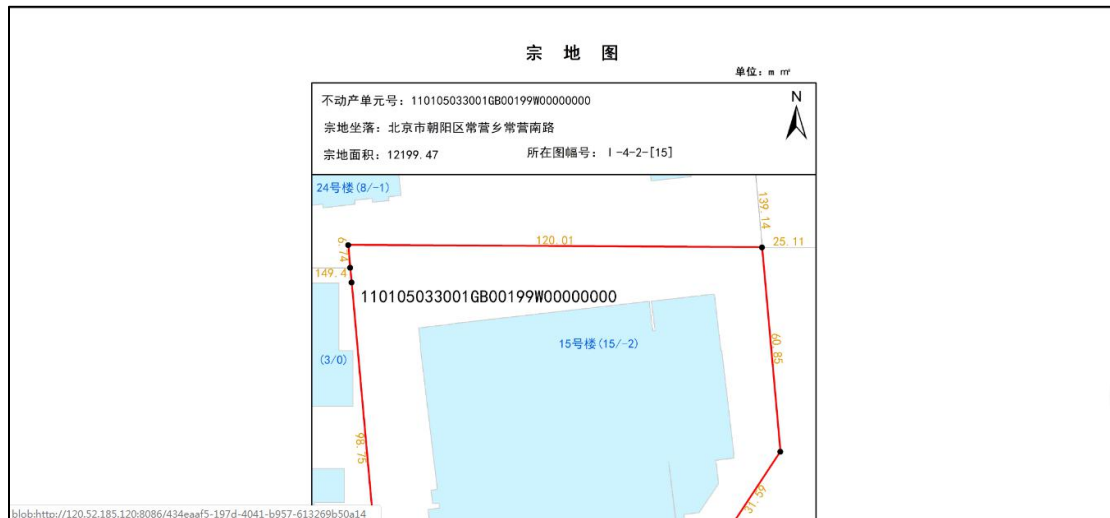 宗 地 图
单位：m ㎡
不动产单元号：110105033001GB00199W00000000
N
宗地坐落：北京市朝阳区常营乡常营南路
宗地面积：12199.47
所在图幅号：Ⅰ-4-2-[15]
24号楼(8/-1)
139.14
6.74
120.01
25.11
149.4
110105033001GB00199W00000000
15号楼(15/-2)
60.85
(3/0)
98.75
31.59
blob:http://120.52.185.120:8086/434eaaf5-197d-4041-b957-613269b50a14